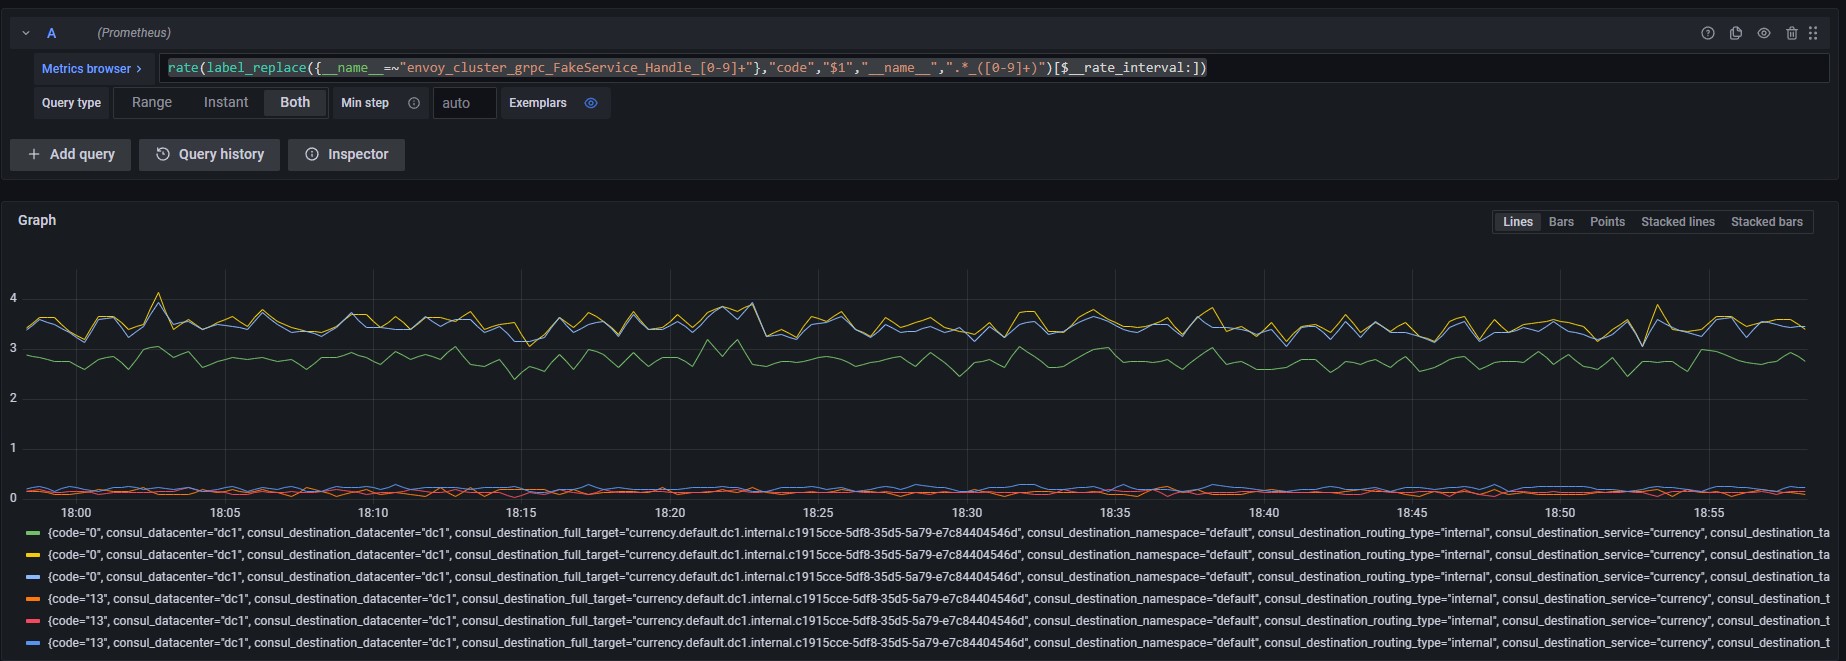 A (Prometheus)
Metrics browser > rate(label_replace({__name__=~"envoy_cluster_grpc_FakeService_Handle_[0-9]+"},"code","$1","__name__",".*_([0-9]+)")[$__rate_interval:])
Query type Range Instant Both Min step auto Exemplars
+ Add query Query history Inspector
Graph
Lines Bars Points Stacked lines Stacked bars
4
3
2
1
0
18:00 18:05 18:10 18:15 18:20 18:25 18:30 18:35 18:40 18:45 18:50 18:55
{code="0", consul_datacenter="dc1", consul_destination_datacenter="dc1", consul_destination_full_target="currency.default.dc1.internal.c1915cce-5df8-35d5-5a79-e7c84404546d", consul_destination_namespace="default", consul_destination_routing_type="internal", consul_destination_service="currency", consul_destination_ta
{code="0", consul_datacenter="dc1", consul_destination_datacenter="dc1", consul_destination_full_target="currency.default.dc1.internal.c1915cce-5df8-35d5-5a79-e7c84404546d", consul_destination_namespace="default", consul_destination_routing_type="internal", consul_destination_service="currency", consul_destination_ta
{code="0", consul_datacenter="dc1", consul_destination_datacenter="dc1", consul_destination_full_target="currency.default.dc1.internal.c1915cce-5df8-35d5-5a79-e7c84404546d", consul_destination_namespace="default", consul_destination_routing_type="internal", consul_destination_service="currency", consul_destination_ta
{code="13", consul_datacenter="dc1", consul_destination_datacenter="dc1", consul_destination_full_target="currency.default.dc1.internal.c1915cce-5df8-35d5-5a79-e7c84404546d", consul_destination_namespace="default", consul_destination_routing_type="internal", consul_destination_service="currency", consul_destination_t
{code="13", consul_datacenter="dc1", consul_destination_datacenter="dc1", consul_destination_full_target="currency.default.dc1.internal.c1915cce-5df8-35d5-5a79-e7c84404546d", consul_destination_namespace="default", consul_destination_routing_type="internal", consul_destination_service="currency", consul_destination_t
{code="13", consul_datacenter="dc1", consul_destination_datacenter="dc1", consul_destination_full_target="currency.default.dc1.internal.c1915cce-5df8-35d5-5a79-e7c84404546d", consul_destination_namespace="default", consul_destination_routing_type="internal", consul_destination_service="currency", consul_destination_t